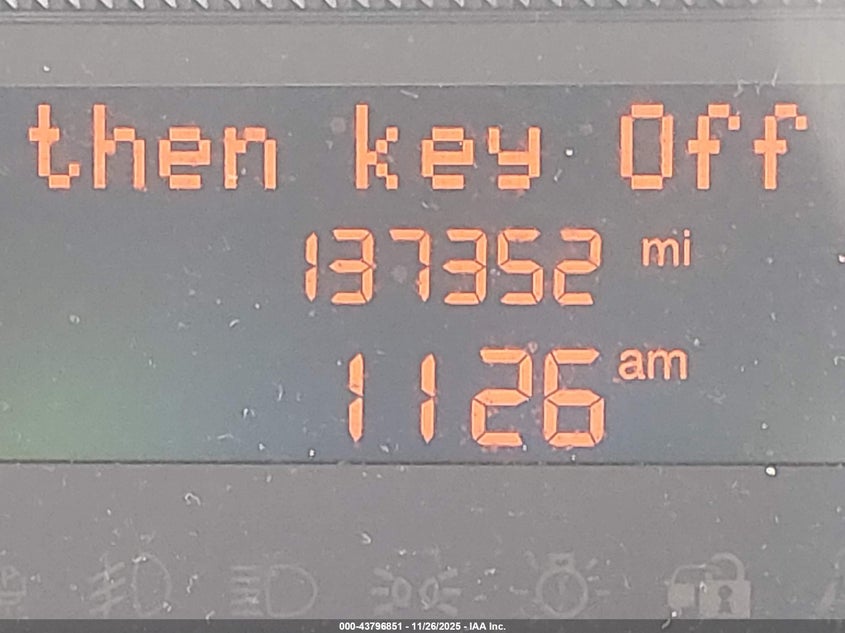 then key Off
137352 mi
1126 am
000-43796851 - 11/26/2025 - IAA Inc.